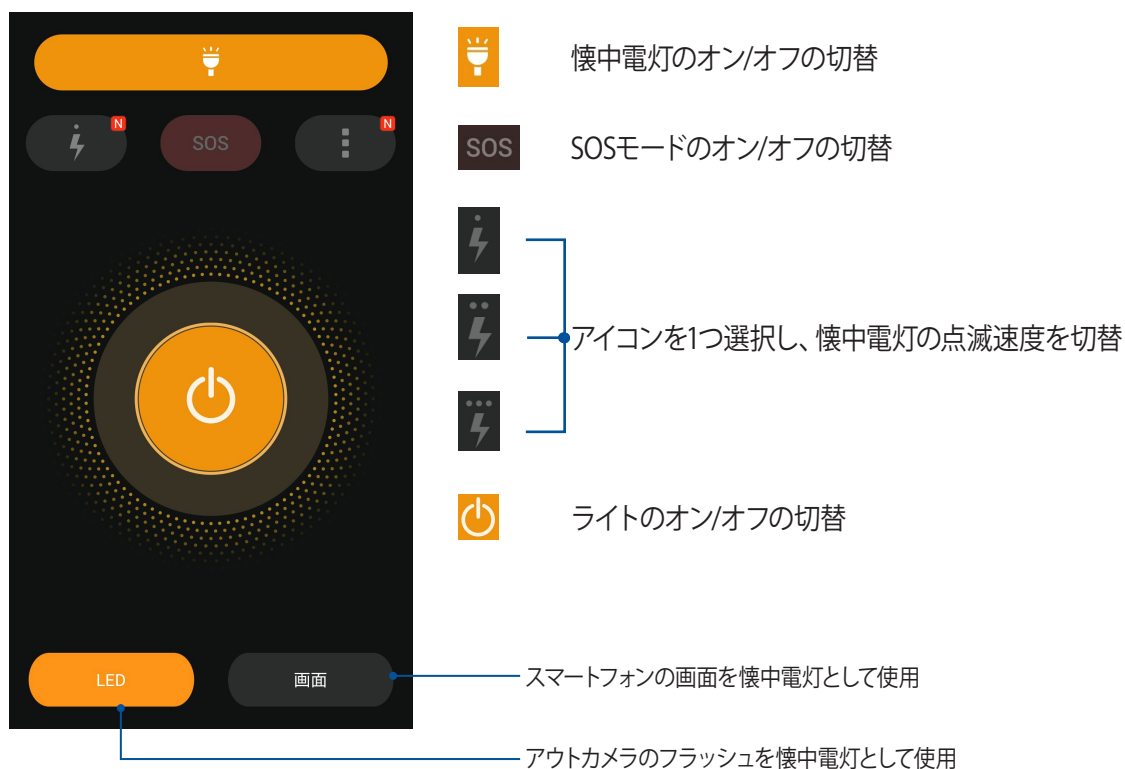 懐中電灯のオン/オフの切替
N
N
SOS
SOS
SOSモードのオン/オフの切替
アイコンを1つ選択し、懐中電灯の点滅速度を切替
ライトのオン/オフの切替
LED
画面
スマートフォンの画面を懐中電灯として使用
アウトカメラのフラッシュを懐中電灯として使用